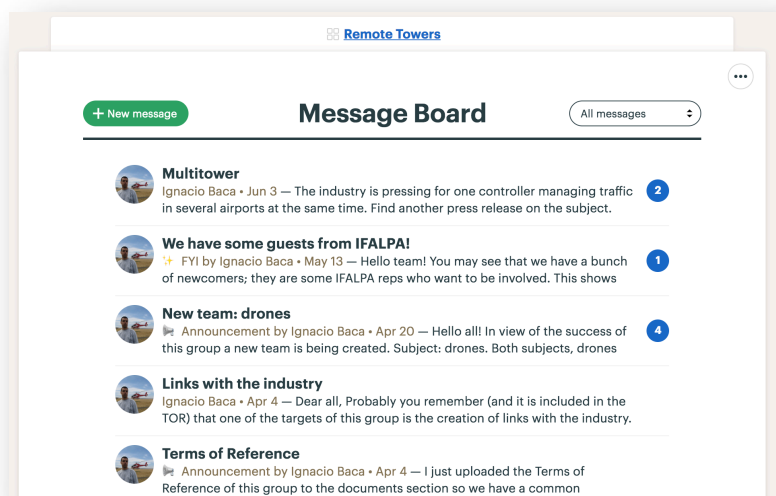 Remote Towers
+ New message
Message Board
All messages
Multitower
Ignacio Baca • Jun 3 — The industry is pressing for one controller managing traffic
in several airports at the same time. Find another press release on the subject.
2
We have some guests from IFALPA!
✨ FYI by Ignacio Baca • May 13 — Hello team! You may see that we have a bunch
of newcomers; they are some IFALPA reps who want to be involved. This shows
1
New team: drones
Announcement by Ignacio Baca • Apr 20 — Hello all! In view of the success of
this group a new team is being created. Subject: drones. Both subjects, drones
4
Links with the industry
Ignacio Baca • Apr 4 — Dear all, Probably you remember (and it is included in the
TOR) that one of the targets of this group is the creation of links with the industry.
Terms of Reference
Announcement by Ignacio Baca • Apr 4 — I just uploaded the Terms of
Reference of this group to the documents section so we have a common